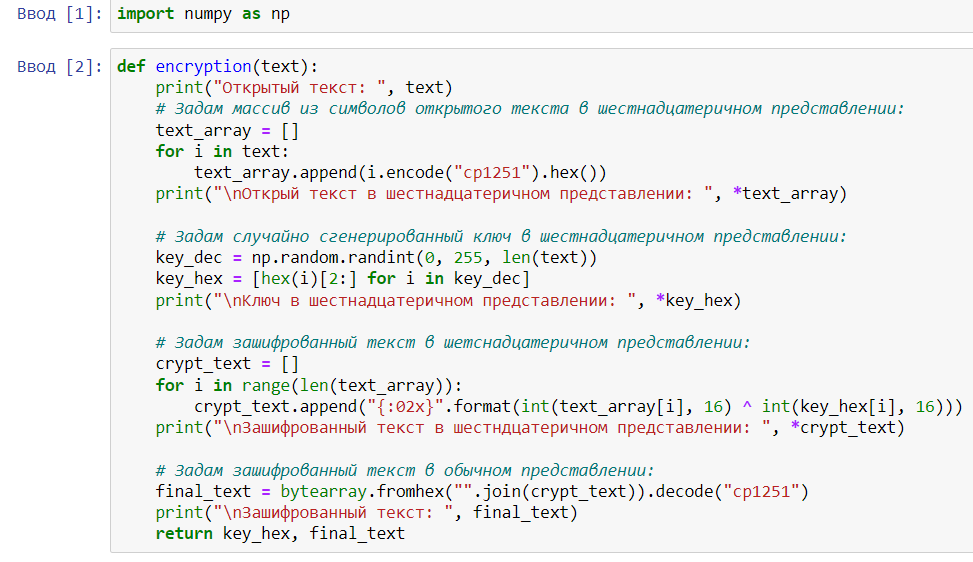 Ввод [1]: import numpy as np
Ввод [2]: def encryption(text):
    print("Открытый текст: ", text)
    # Задам массив из символов открытого текста в шестнадцатеричном представлении:
    text_array = []
    for i in text:
        text_array.append(i.encode("cp1251").hex())
    print("\nОткрый текст в шестнадцатеричном представлении: ", *text_array)

    # Задам случайно сгенерированный ключ в шестнадцатеричном представлении:
    key_dec = np.random.randint(0, 255, len(text))
    key_hex = [hex(i)[2:] for i in key_dec]
    print("\nКлюч в шестнадцатеричном представлении: ", *key_hex)

    # Задам зашифрованный текст в шетснадцатеричном представлении:
    crypt_text = []
    for i in range(len(text_array)):
        crypt_text.append("{:02x}".format(int(text_array[i], 16) ^ int(key_hex[i], 16)))
    print("\nЗашифрованный текст в шестндцатеричном представлении: ", *crypt_text)

    # Задам зашифрованный текст в обычном представлении:
    final_text = bytearray.fromhex("".join(crypt_text)).decode("cp1251")
    print("\nЗашифрованный текст: ", final_text)
    return key_hex, final_text